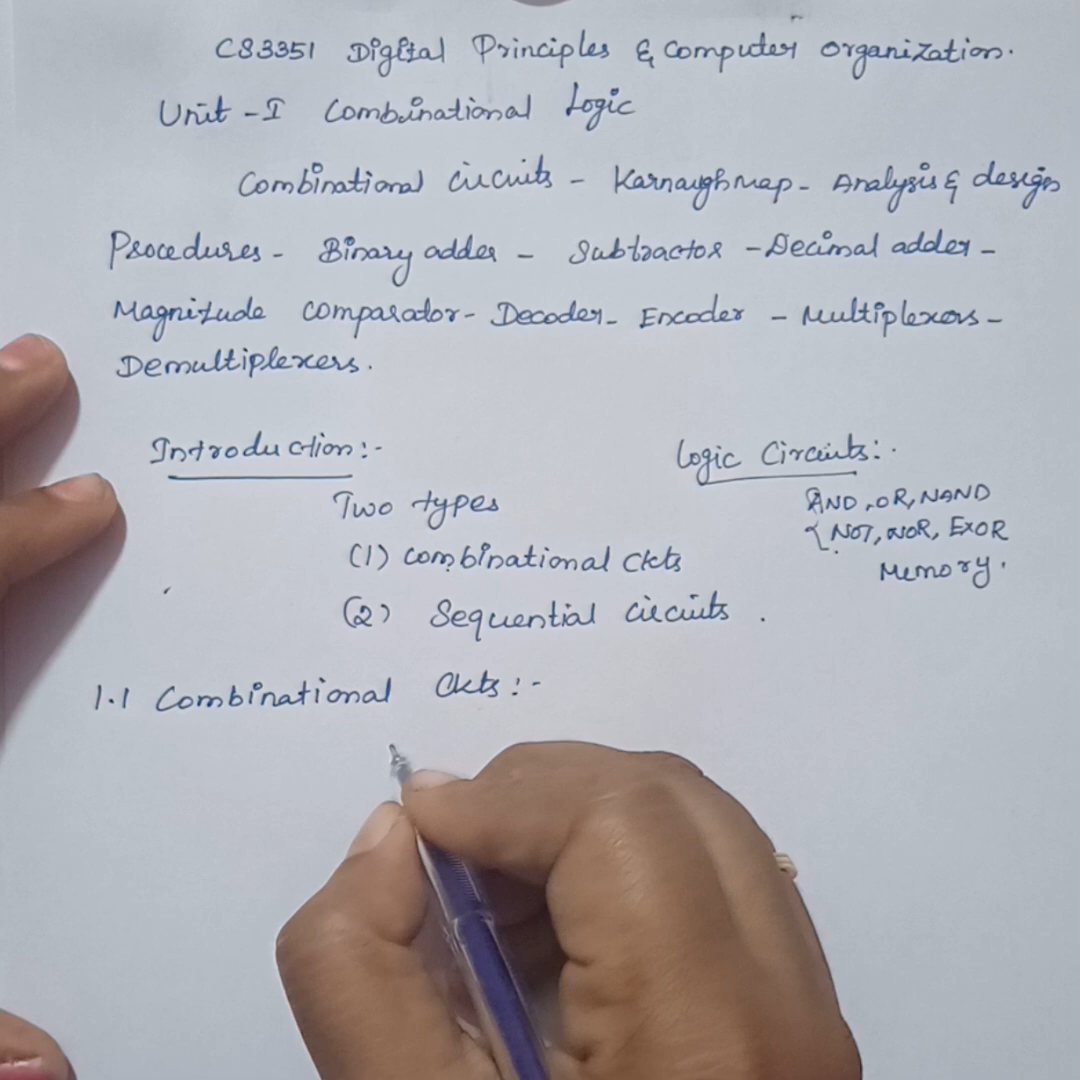 CS3351 Digital Principles & Computer Organization.
Unit - I Combinational Logic
Combinational circuits - Karnaugh map - Analysis & design
Procedures - Binary adder - Subtractor - Decimal adder -
Magnitude comparator - Decoder - Encoder - Multiplexers -
Demultiplexers.
Introduction :-
Two types
(1) combinational ckts
(2) Sequential circuits .
Logic Circuits :-
AND, OR, NAND
{ NOT, NOR, EXOR
Memory.
1.1 Combinational Ckts :-